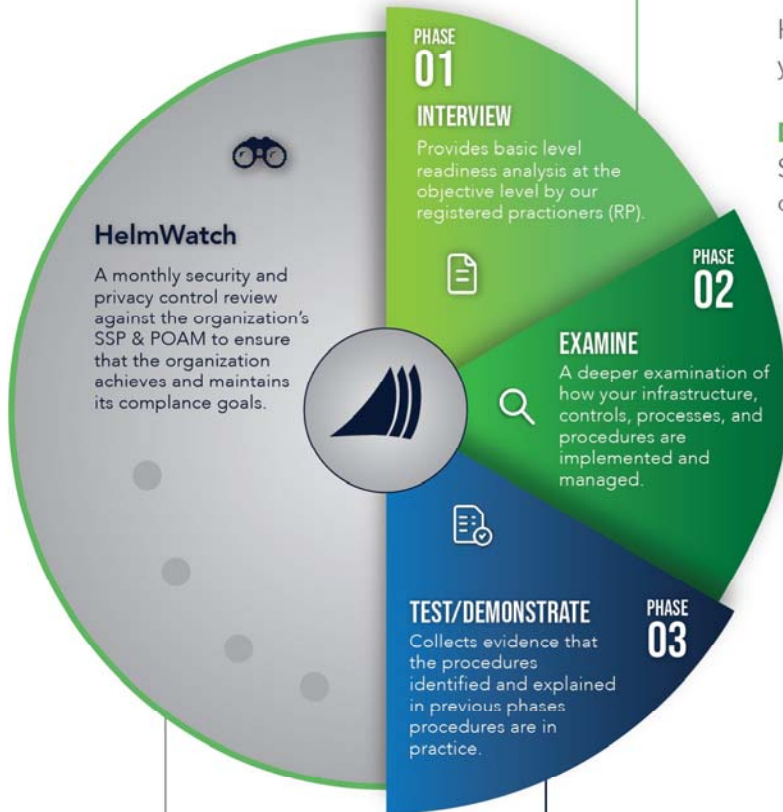 HelmWatch
A monthly security and
privacy control review
against the organization's
SSP & POAM to ensure
that the organization
achieves and maintains
its compliance goals.
PHASE
01
INTERVIEW
Provides basic level
readiness analysis at the
objective level by our
registered practioners (RP).
PHASE
02
EXAMINE
A deeper examination of
how your infrastructure,
controls, processes, and
procedures are
implemented and
managed.
PHASE
03
TEST/DEMONSTRATE
Collects evidence that
the procedures
identified and explained
in previous phases
procedures are in
practice.